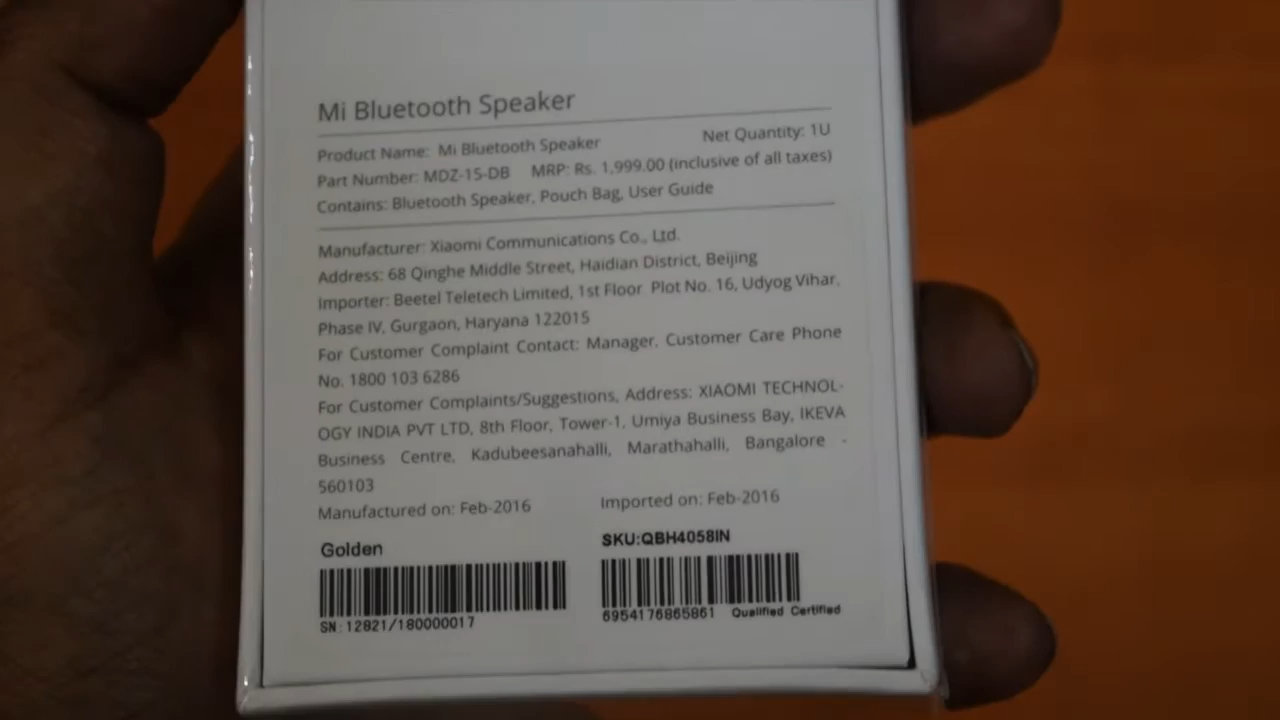 Mi Bluetooth Speaker
Product Name: Mi Bluetooth Speaker Net Quantity: 1U
Part Number: MDZ-15-DB MRP: Rs. 1,999.00 (inclusive of all taxes)
Contains: Bluetooth Speaker, Pouch Bag, User Guide
Manufacturer: Xiaomi Communications Co., Ltd.
Address: 68 Qinghe Middle Street, Haidian District, Beijing
Importer: Beetel Teletech Limited, 1st Floor Plot No. 16, Udyog Vihar,
Phase IV, Gurgaon, Haryana 122015
For Customer Complaint Contact: Manager, Customer Care Phone
No. 1800 103 6286
For Customer Complaints/Suggestions, Address: XIAOMI TECHNOL-
OGY INDIA PVT LTD, 8th Floor, Tower-1, Umiya Business Bay, IKEVA
Business Centre, Kadubeesanahalli, Marathahalli, Bangalore -
560103
Manufactured on: Feb-2016 Imported on: Feb-2016
Golden SKU:QBH4058IN
SN:12821/180000017 6954176865861 Qualified Certified